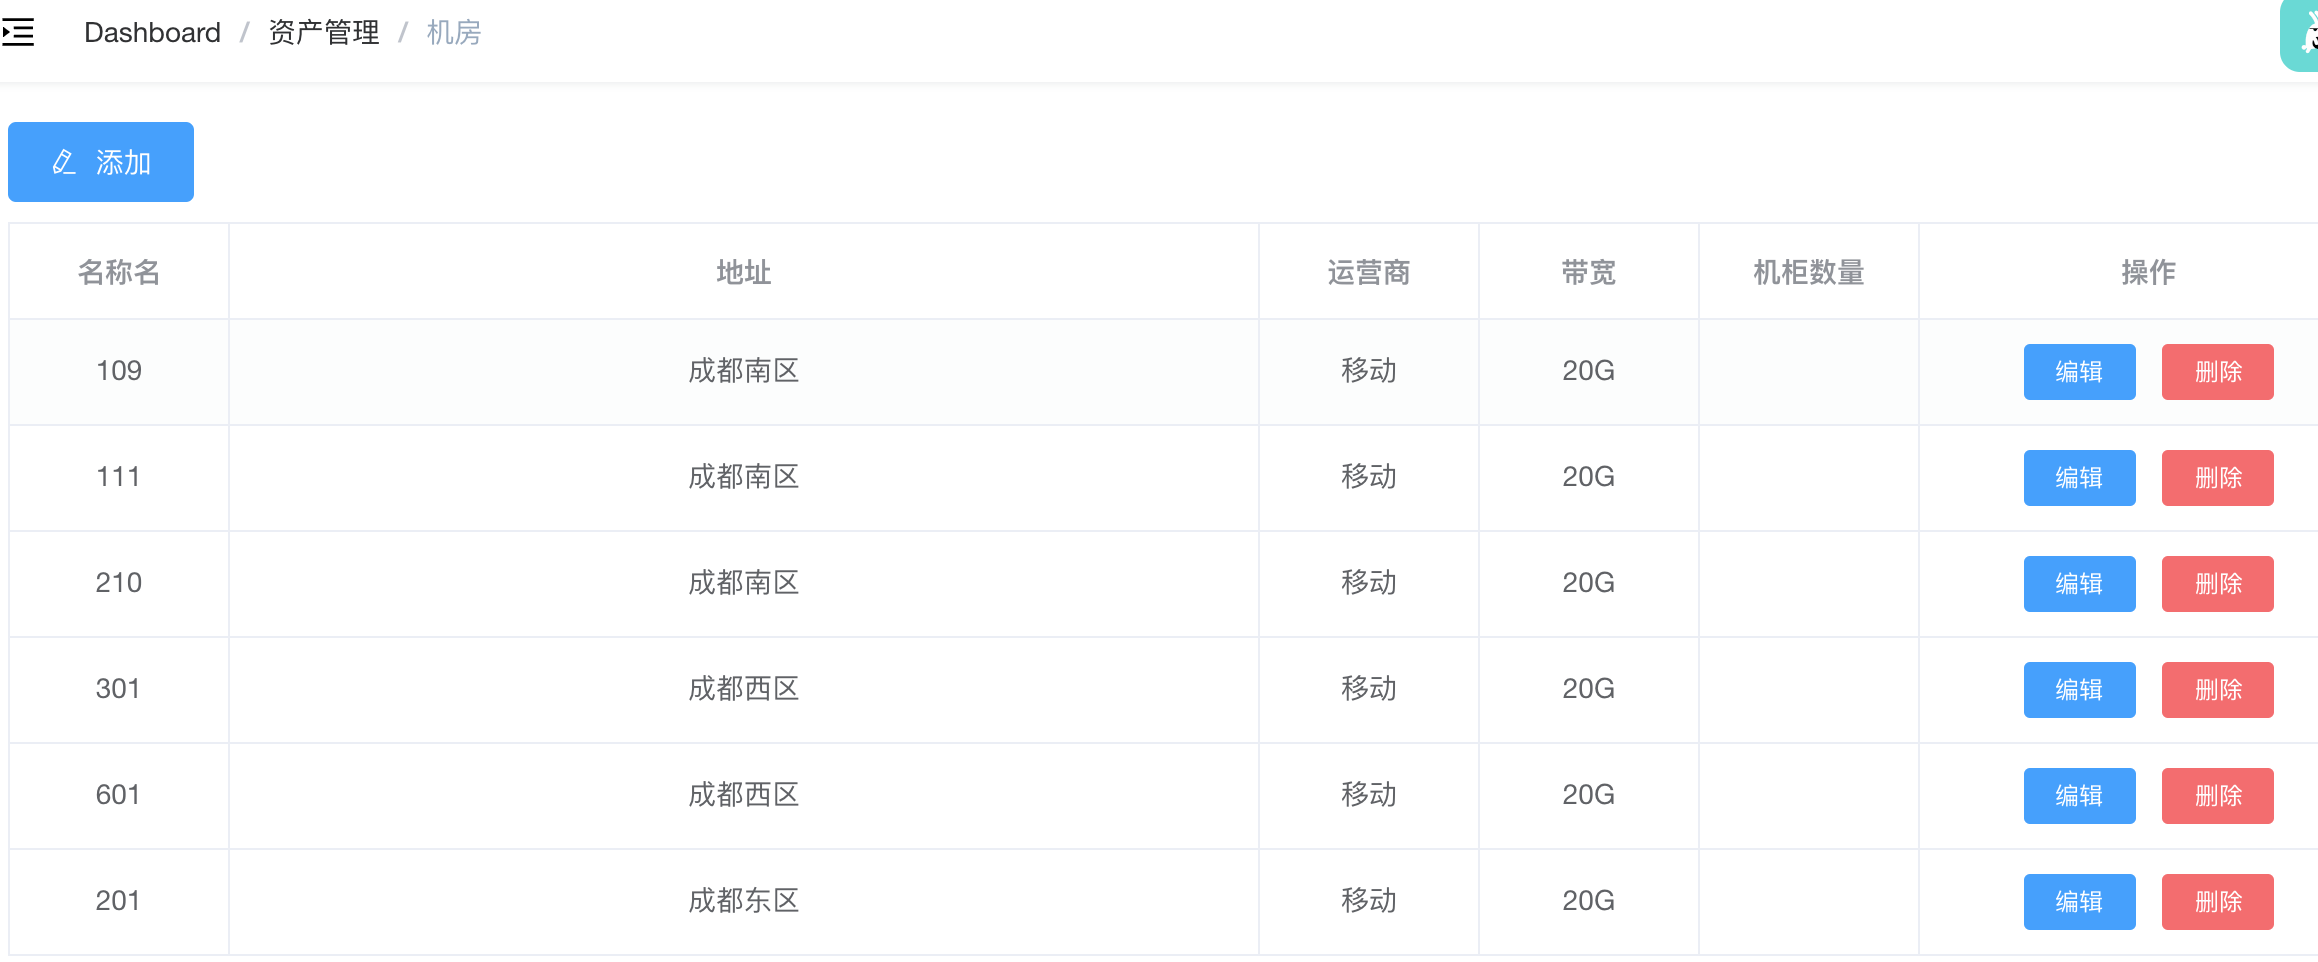 Dashboard / 资产管理 / 机房
添加
名称名 地址 运营商 带宽 机柜数量 操作
109 成都南区 移动 20G 编辑 删除
111 成都南区 移动 20G 编辑 删除
210 成都南区 移动 20G 编辑 删除
301 成都西区 移动 20G 编辑 删除
601 成都西区 移动 20G 编辑 删除
201 成都东区 移动 20G 编辑 删除